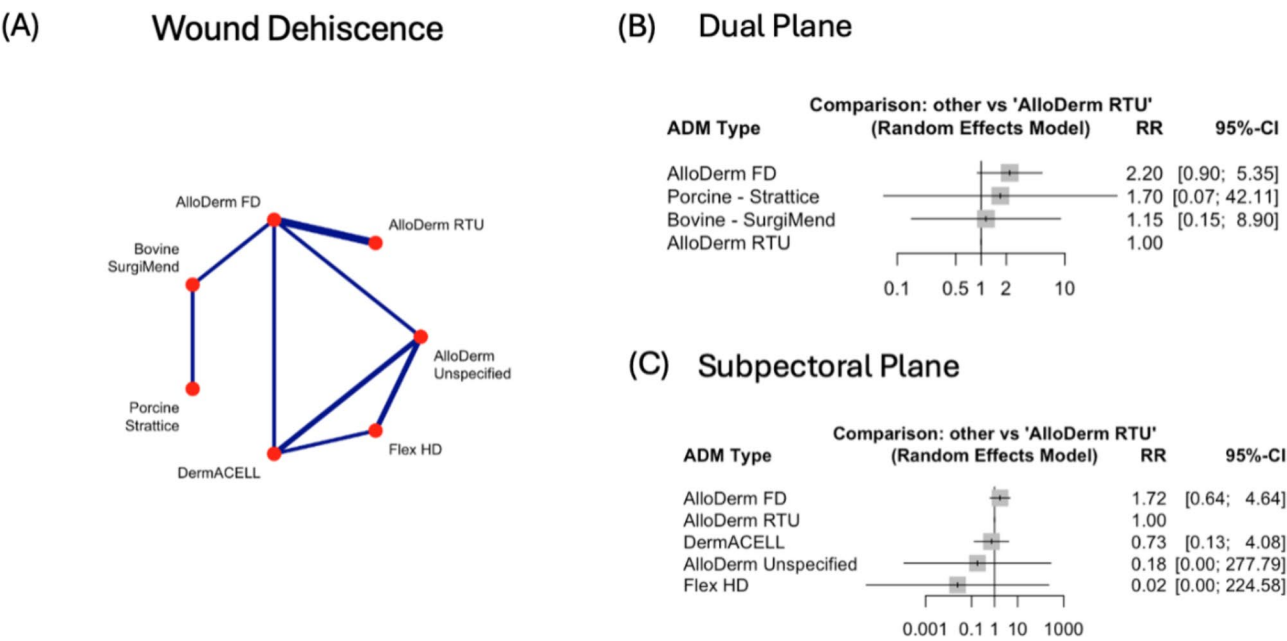 (A) Wound Dehiscence
AlloDerm FD
AlloDerm RTU
Bovine
SurgiMend
AlloDerm
Unspecified
Porcine
Strattice
Flex HD
DermACELL
(B) Dual Plane
Comparison: other vs 'AlloDerm RTU'
ADM Type (Random Effects Model) RR 95%-CI
AlloDerm FD 2.20 [0.90; 5.35]
Porcine - Strattice 1.70 [0.07; 42.11]
Bovine - SurgiMend 1.15 [0.15; 8.90]
AlloDerm RTU 1.00
0.1 0.5 1 2 10
(C) Subpectoral Plane
Comparison: other vs 'AlloDerm RTU'
ADM Type (Random Effects Model) RR 95%-CI
AlloDerm FD 1.72 [0.64; 4.64]
AlloDerm RTU 1.00
DermACELL 0.73 [0.13; 4.08]
AlloDerm Unspecified 0.18 [0.00; 277.79]
Flex HD 0.02 [0.00; 224.58]
0.001 0.1 1 10 1000